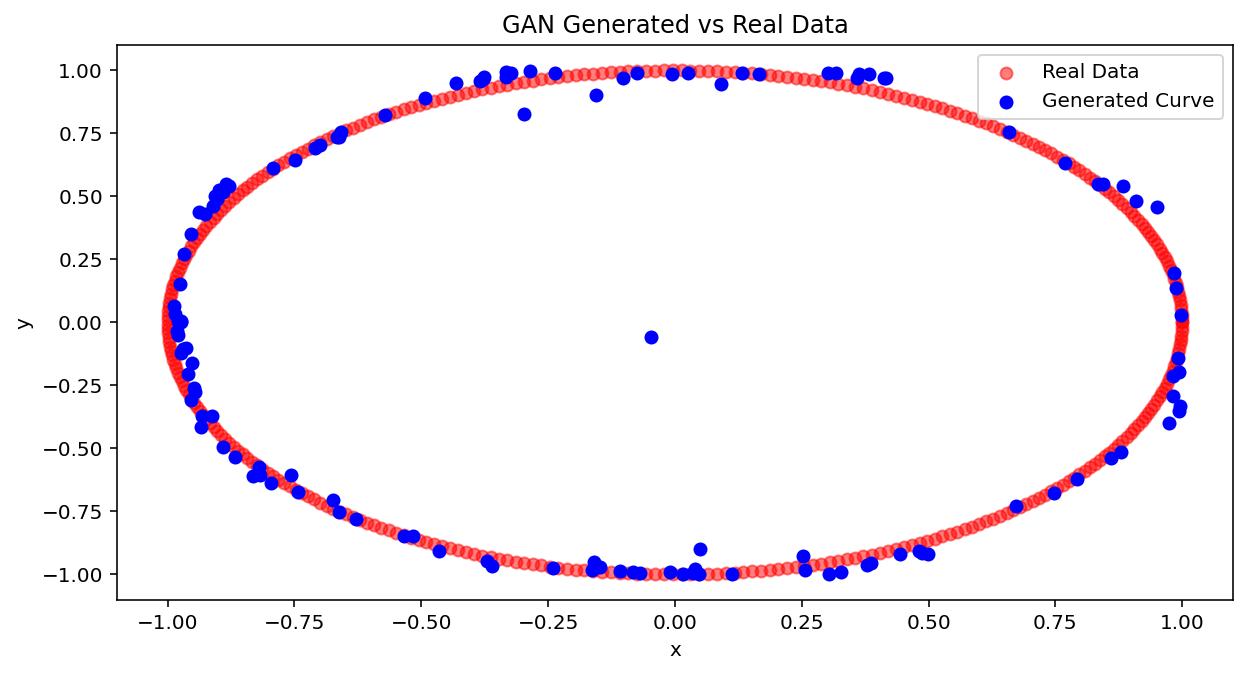 GAN Generated vs Real Data
Real Data
Generated Curve
1.00
0.75
0.50
0.25
0.00
−0.25
−0.50
−0.75
−1.00
y
−1.00 −0.75 −0.50 −0.25 0.00 0.25 0.50 0.75 1.00
x